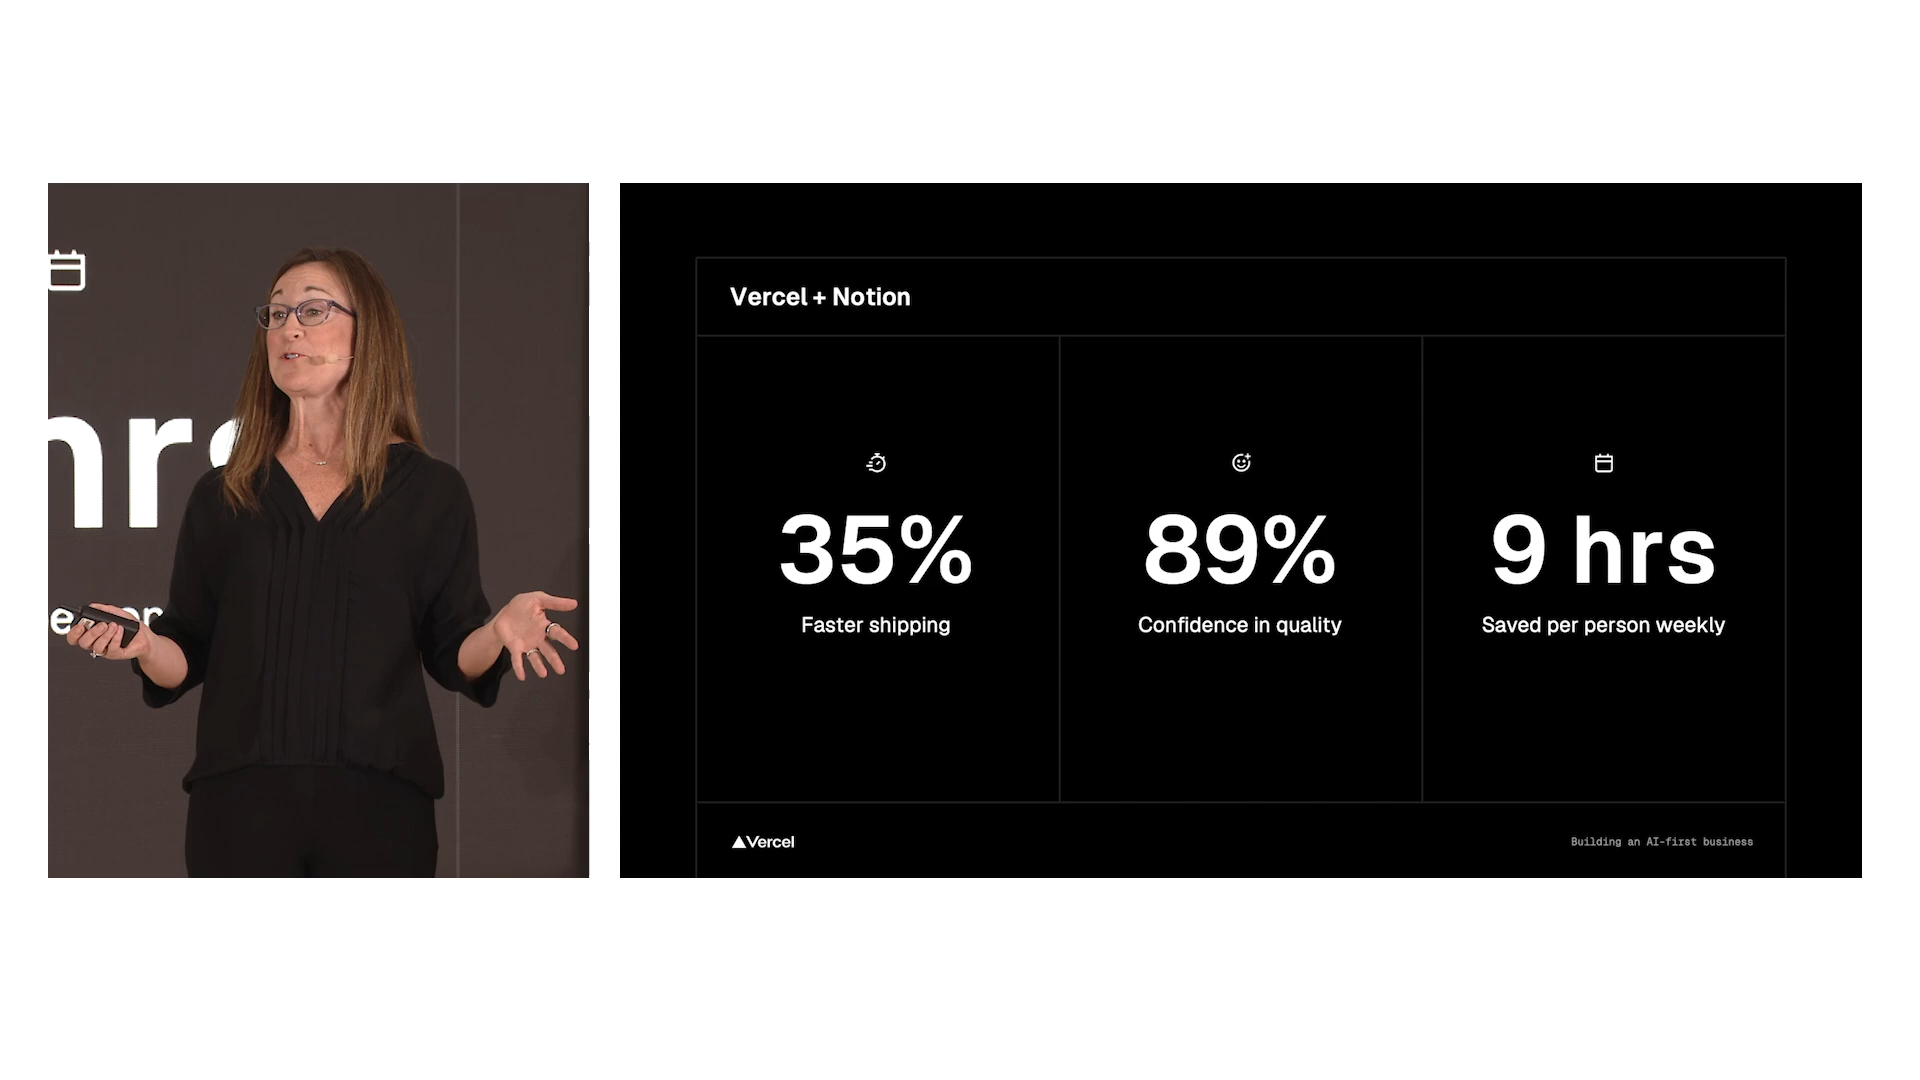 hrs
Vercel + Notion
35%
Faster shipping
89%
Confidence in quality
9 hrs
Saved per person weekly
Vercel
Building an AI-first business